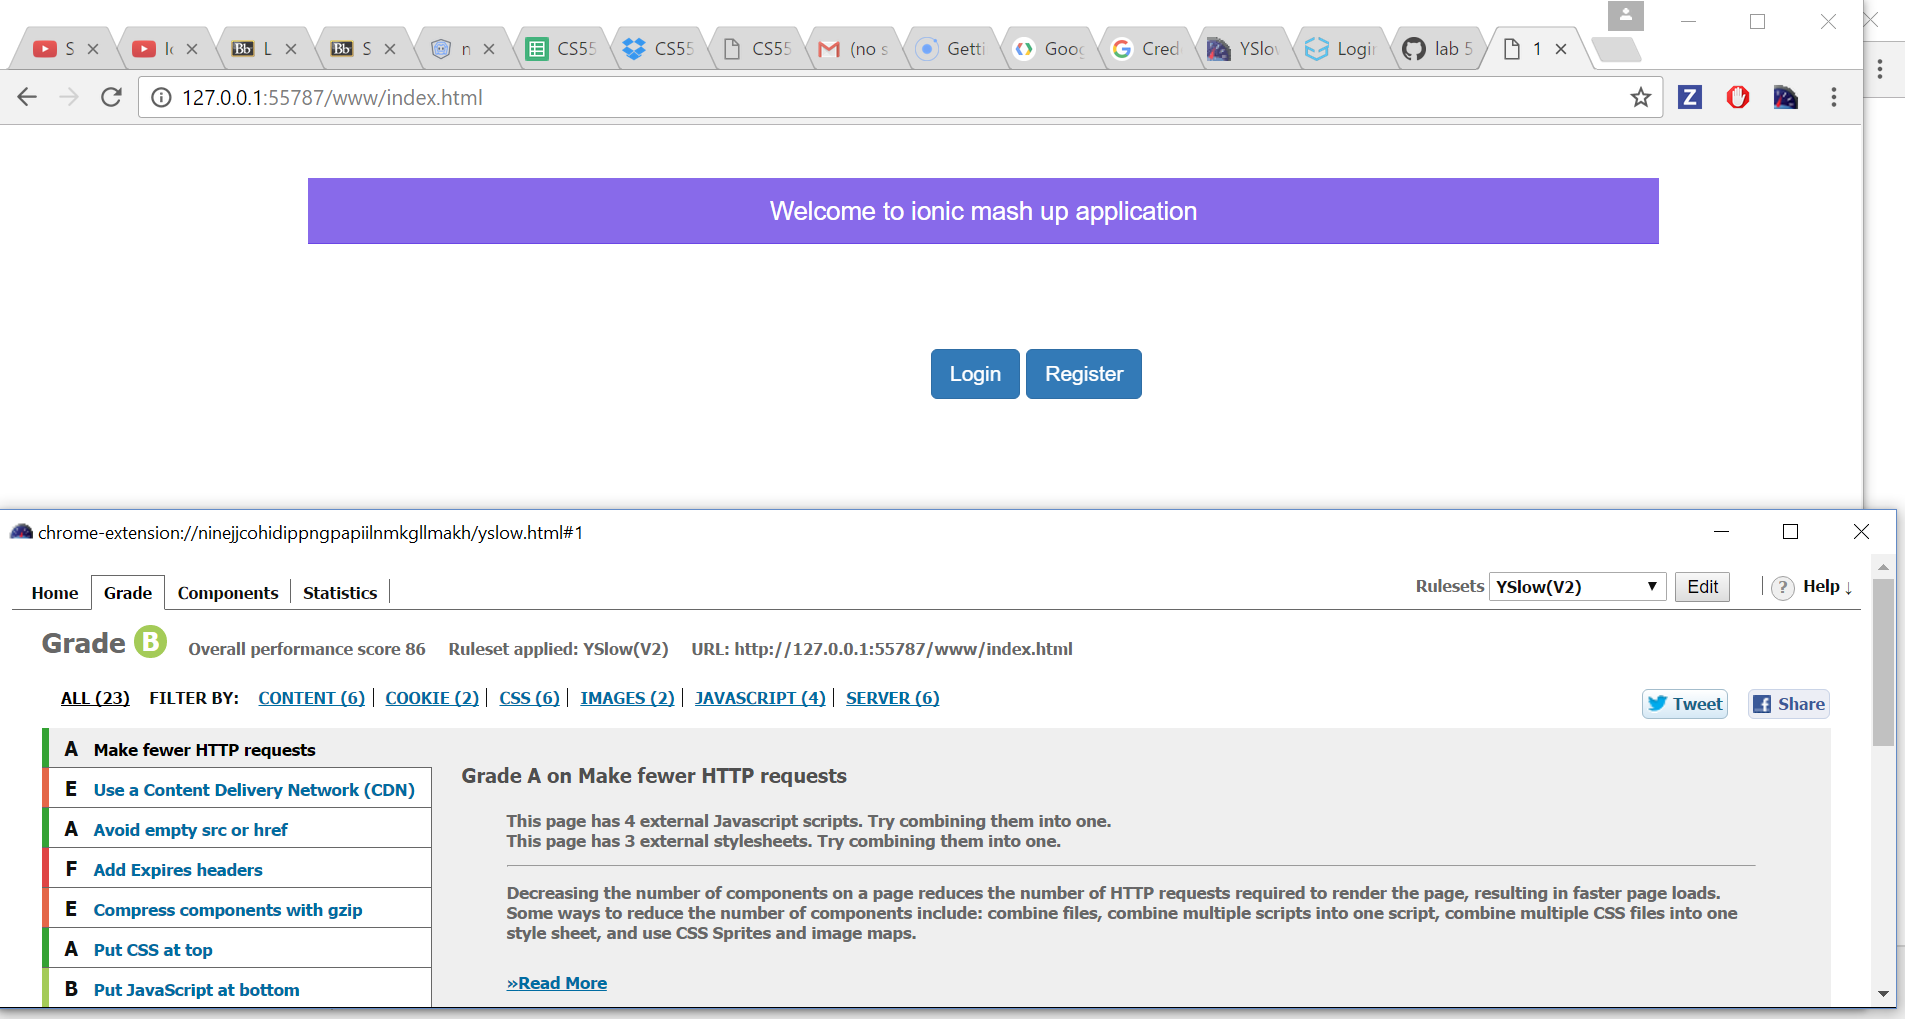 S
Bb L
Bb S
n
CS55
CS55
CS55
(no s
Getti
Goog
Cred
YSlov
Login
lab 5
1
127.0.0.1:55787/www/index.html
Z
Welcome to ionic mash up application
Login Register
chrome-extension://ninejjcohidippngpapiilnmkgllmakh/yslow.html#1
Home Grade Components Statistics
Rulesets YSlow(V2) Edit ? Help ↓
Grade B Overall performance score 86 Ruleset applied: YSlow(V2) URL: http://127.0.0.1:55787/www/index.html
ALL (23) FILTER BY: CONTENT (6) | COOKIE (2) | CSS (6) | IMAGES (2) | JAVASCRIPT (4) | SERVER (6)
Tweet Share
A Make fewer HTTP requests
E Use a Content Delivery Network (CDN)
A Avoid empty src or href
F Add Expires headers
E Compress components with gzip
A Put CSS at top
B Put JavaScript at bottom
Grade A on Make fewer HTTP requests
This page has 4 external Javascript scripts. Try combining them into one.
This page has 3 external stylesheets. Try combining them into one.
Decreasing the number of components on a page reduces the number of HTTP requests required to render the page, resulting in faster page loads.
Some ways to reduce the number of components include: combine files, combine multiple scripts into one script, combine multiple CSS files into one
style sheet, and use CSS Sprites and image maps.
»Read More